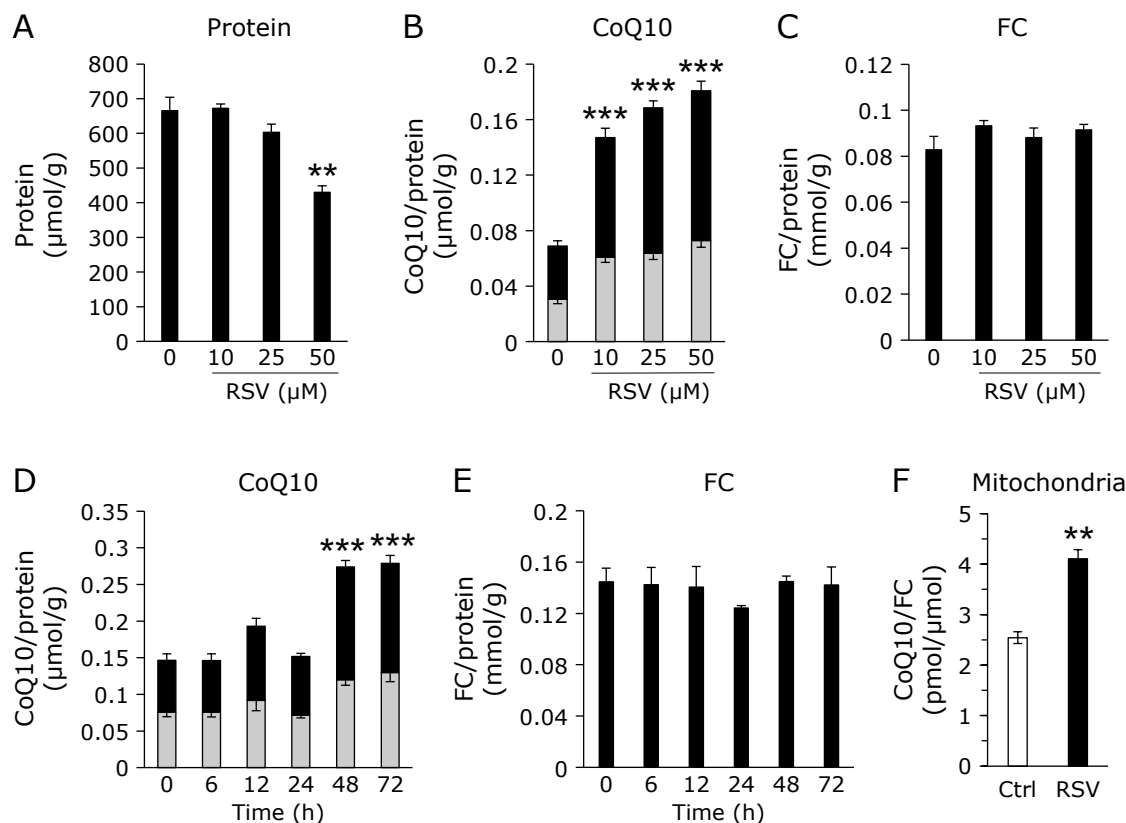 A Protein
Protein
(μmol/g)
800
700
600
500
400
300
200
100
0
**
0 10 25 50
RSV (μM)
B CoQ10
CoQ10/protein
(μmol/g)
0.2
0.16
0.12
0.08
0.04
0
*** *** ***
0 10 25 50
RSV (μM)
C FC
FC/protein
(mmol/g)
0.12
0.1
0.08
0.06
0.04
0.02
0
0 10 25 50
RSV (μM)
D CoQ10
CoQ10/protein
(μmol/g)
0.35
0.3
0.25
0.2
0.15
0.1
0.05
0
*** ***
0 6 12 24 48 72
Time (h)
E FC
FC/protein
(mmol/g)
0.2
0.16
0.12
0.08
0.04
0
0 6 12 24 48 72
Time (h)
F Mitochondria
CoQ10/FC
(pmol/μmol)
5
4
3
2
1
0
**
Ctrl RSV